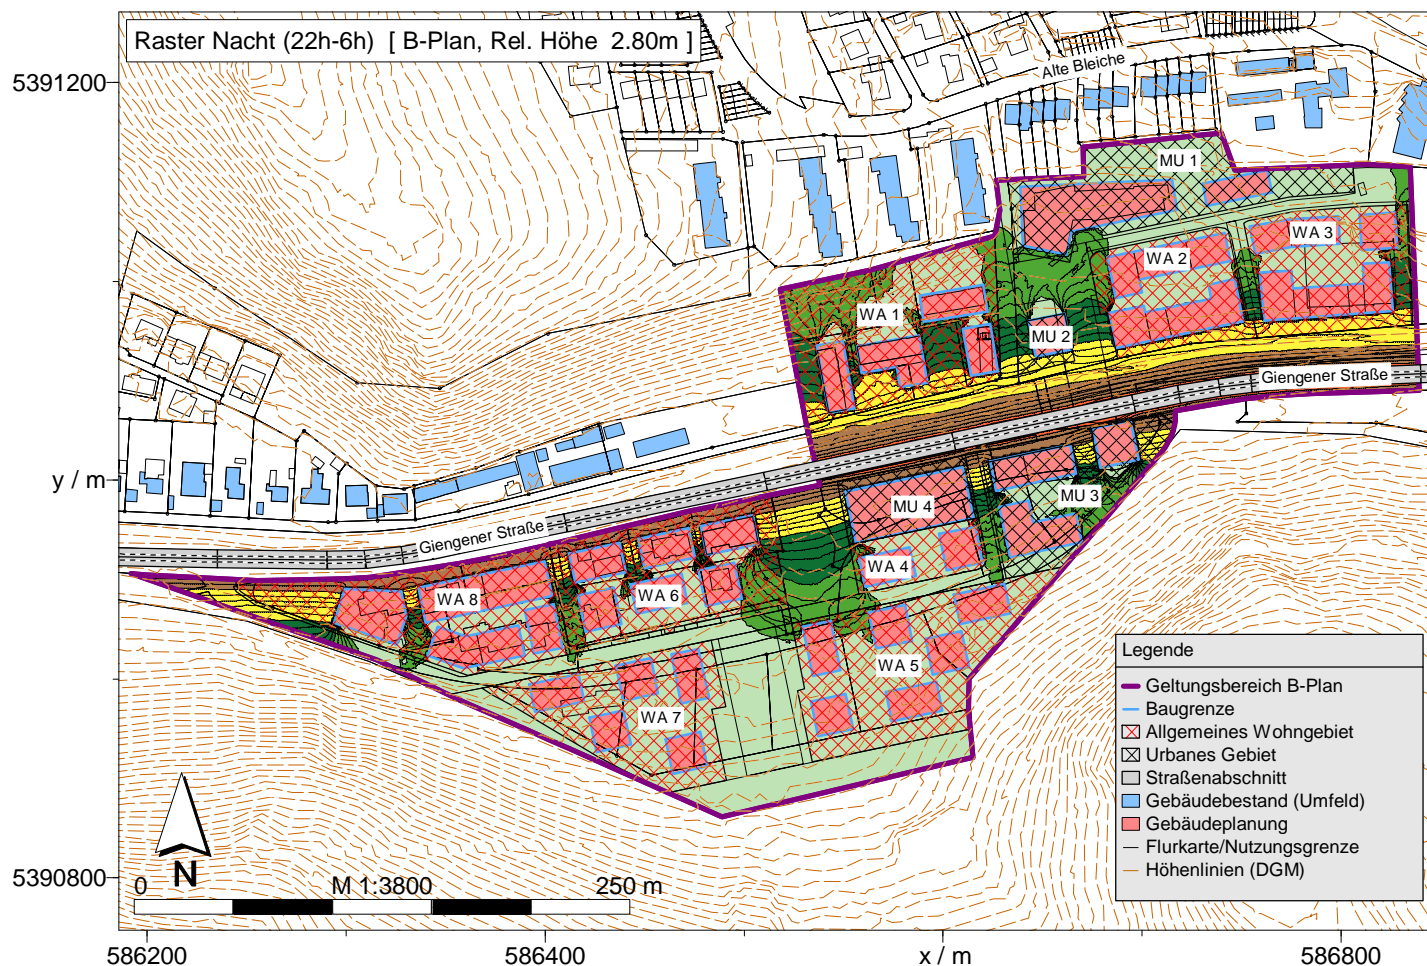 Raster Nacht (22h-6h) [ B-Plan, Rel. Höhe 2.80m ]
5391200
Alte Bleiche
MU 1
WA 3
WA 2
WA 1
MU 2
Giengener Straße
y / m
MU 3
MU 4
Giengener Straße
WA 4
WA 8
WA 6
WA 5
WA 7
Legende
Geltungsbereich B-Plan
Baugrenze
Allgemeines Wohngebiet
Urbanes Gebiet
Straßenabschnitt
Gebäudebestand (Umfeld)
Gebäudeplanung
Flurkarte/Nutzungsgrenze
Höhenlinien (DGM)
N
5390800
0 M 1:3800 250 m
586200 586400 x / m 586800